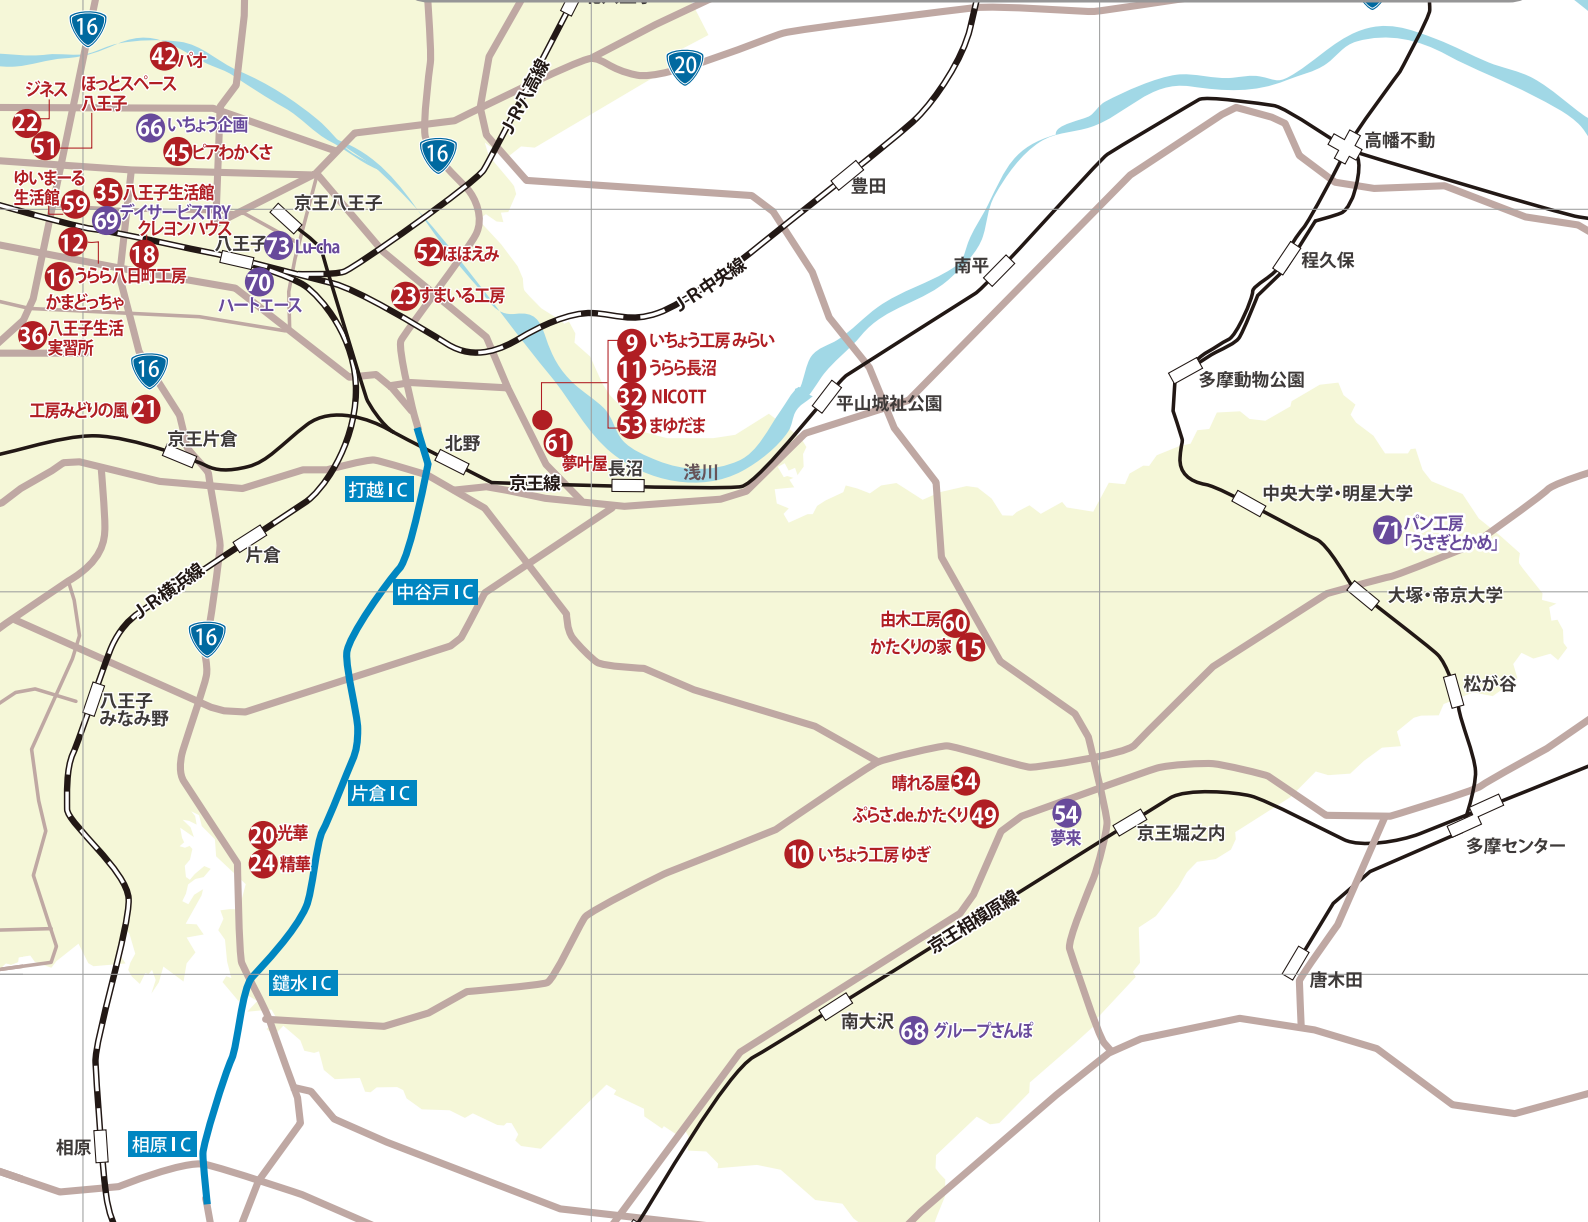 16
42 パオ
20
J-R八高線
ジネス
ほっとスペース
八王子
22
51
66 いちょう企画
45 ピアわかくさ
16
高幡不動
ゆいまーる
生活館 59
35 八王子生活館
69 デイサービスTRY
クレヨンハウス
京王八王子
豊田
12
18
八王子
73 Lu-cha
52 ほほえみ
程久保
16 うらら八日町工房
かまどっちゃ
70
ハートエース
23 すまいる工房
J-R中央線
南平
36 八王子生活
実習所
9 いちょう工房 みらい
11 うらら長沼
32 NICOTT
53 まゆだま
16
多摩動物公園
工房みどりの風 21
平山城址公園
京王片倉
北野
61
夢叶屋
長沼
浅川
京王線
打越 I C
中央大学・明星大学
71 パン工房
「うさぎとかめ」
片倉
J-R横浜線
中谷戸 I C
大塚・帝京大学
16
由木工房 60
かたくりの家 15
八王子
みなみ野
松が谷
片倉 I C
晴れる屋 34
ぷらさ.de.かたくり 49
54
夢来
京王堀之内
20 光華
24 精華
10 いちょう工房 ゆぎ
多摩センター
京王相模原線
鑓水 I C
唐木田
南大沢
68 グループさんぽ
相原
相原 I C